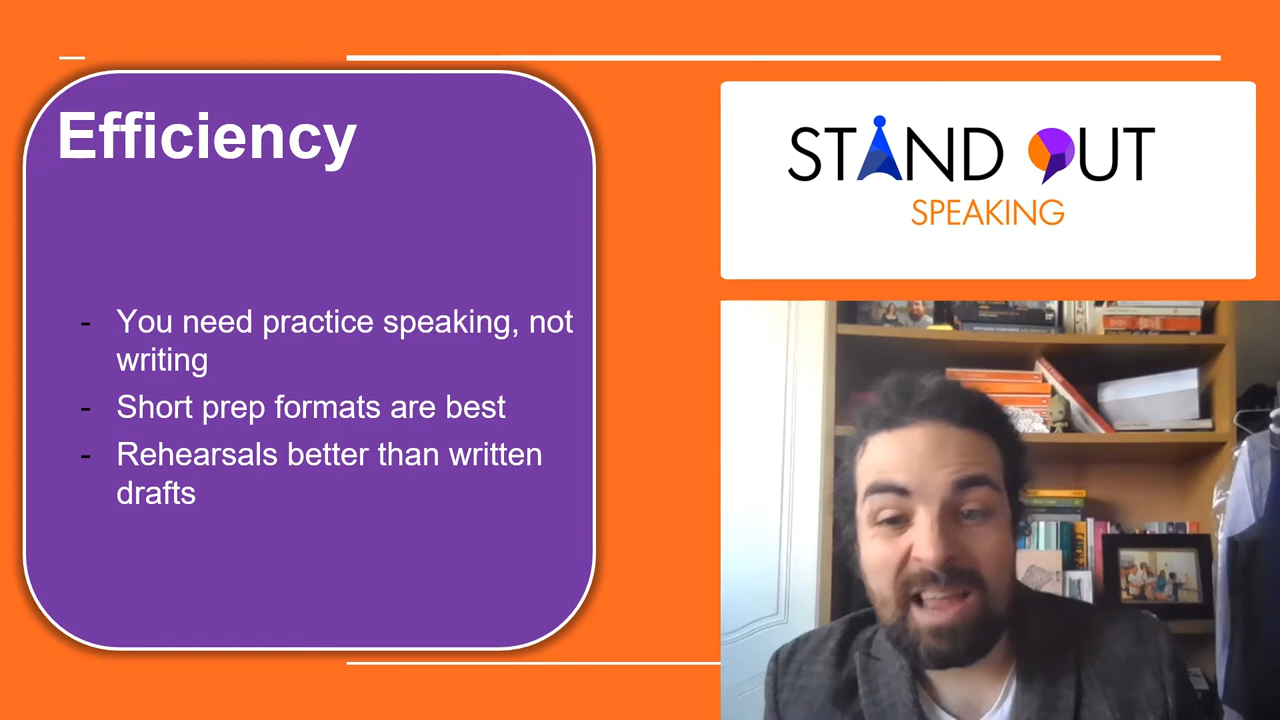 Efficiency
- You need practice speaking, not
writing
- Short prep formats are best
- Rehearsals better than written
drafts
STAND OUT
SPEAKING